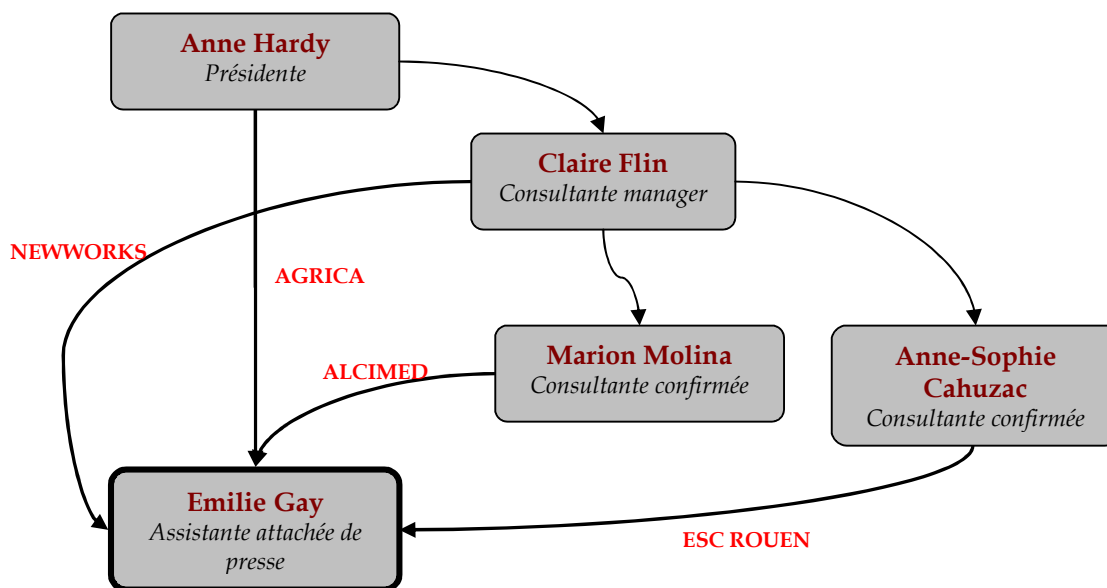 Anne Hardy
Présidente
Claire Flin
Consultante manager
NEWWORKS
AGRICA
ALCIMED
Marion Molina
Consultante confirmée
Anne-Sophie
Cahuzac
Consultante confirmée
Emilie Gay
Assistante attachée de
presse
ESC ROUEN